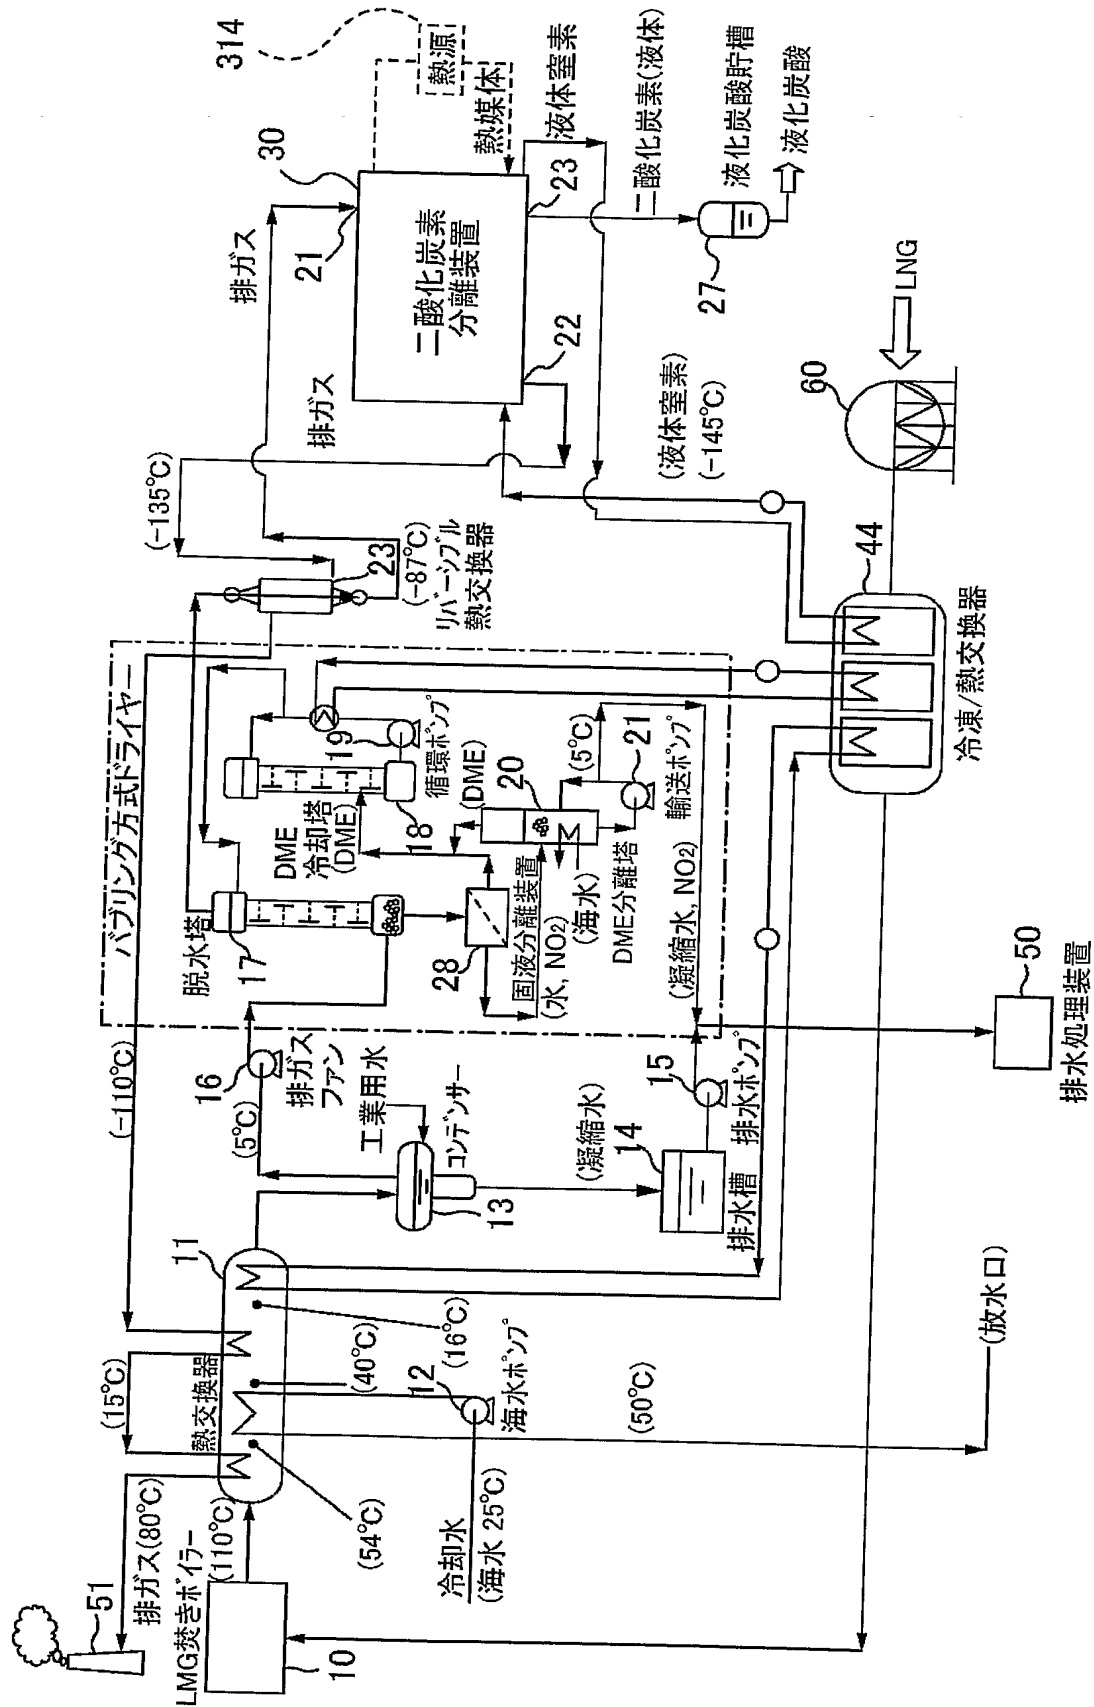 51
排ガス(80℃)
LMG焚きボイラー
(110℃)
10
(15℃)
熱交換器
11
(54℃)
(40℃)
(16℃)
冷却水
(海水 25℃)
12
海水ポンプ
(50℃)
(放水口)
(-110℃)
(5℃)
16
排ガス
ファン
工業用水
コンデンサー
13
(凝縮水)
14
排水槽
15
排水ポンプ
50
排水処理装置
バブリング方式ドライヤー
脱水塔
17
DME
冷却塔
(DME)
18
19
循環ポンプ
28
固液分離装置
(水, NO2)
(DME)
20
(海水)
DME分離塔
(5℃)
21
輸送ポンプ
(凝縮水, NO2)
(-135℃)
23
(-87℃)
リバーシブル
熱交換器
排ガス
排ガス
21
30
二酸化炭素
分離装置
22
23
314
熱源
熱媒体
液体窒素
二酸化炭素(液体)
27
液化炭酸貯槽
液化炭酸
(液体窒素)
(-145℃)
44
冷凍/熱交換器
60
LNG